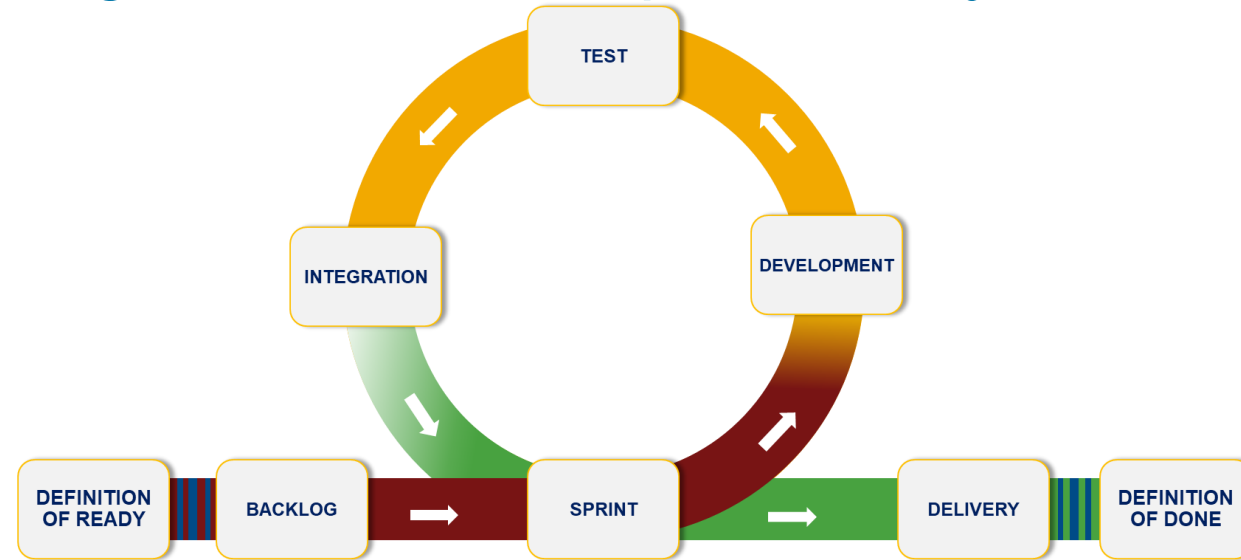 TEST
INTEGRATION
DEVELOPMENT
DEFINITION
OF READY
BACKLOG
SPRINT
DELIVERY
DEFINITION
OF DONE